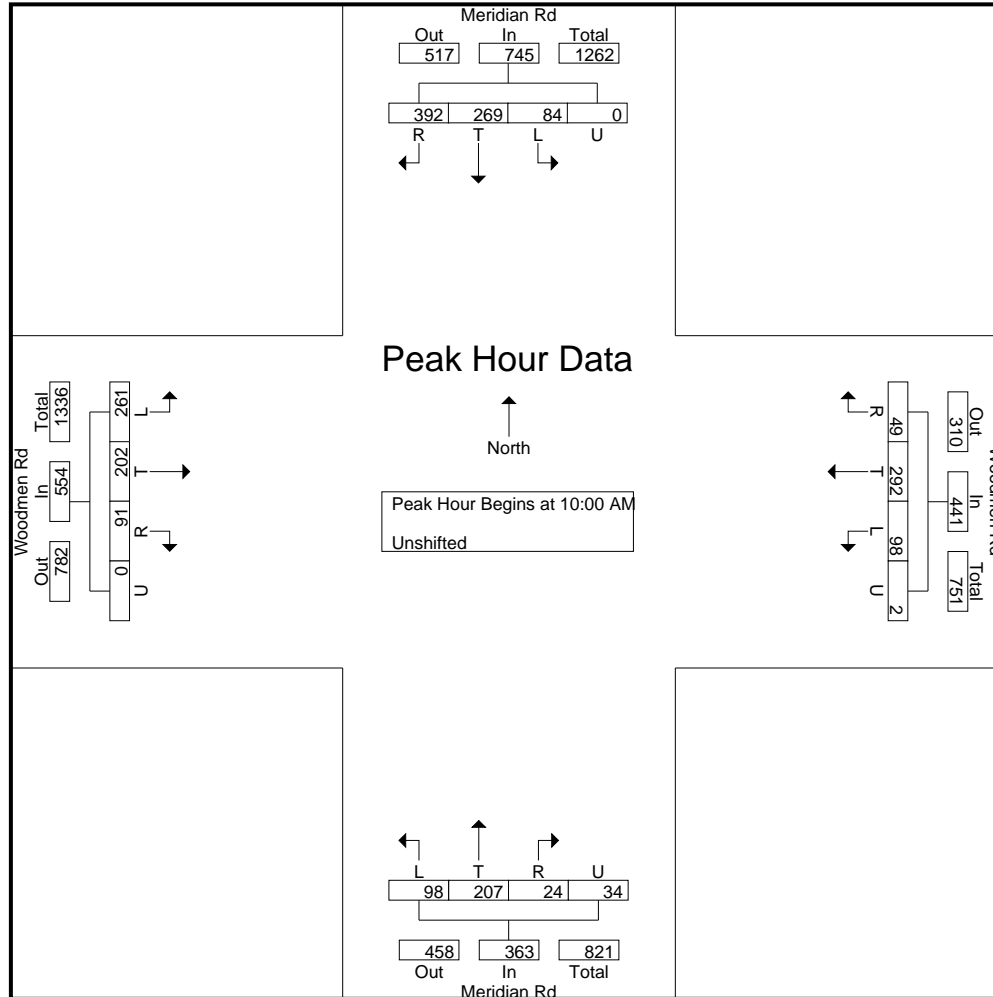 Meridian Rd
Out In Total
517 745 1262
392 269 84 0
R T L U
Peak Hour Data
North
Peak Hour Begins at 10:00 AM
Unshifted
Woodmen Rd
Total In Out
1336 554 782
261 202 91 0
L T R U
R T L U
49 292 98 2
310 441 751
Out In Total
L T R U
98 207 24 34
458 363 821
Out In Total
Meridian Rd